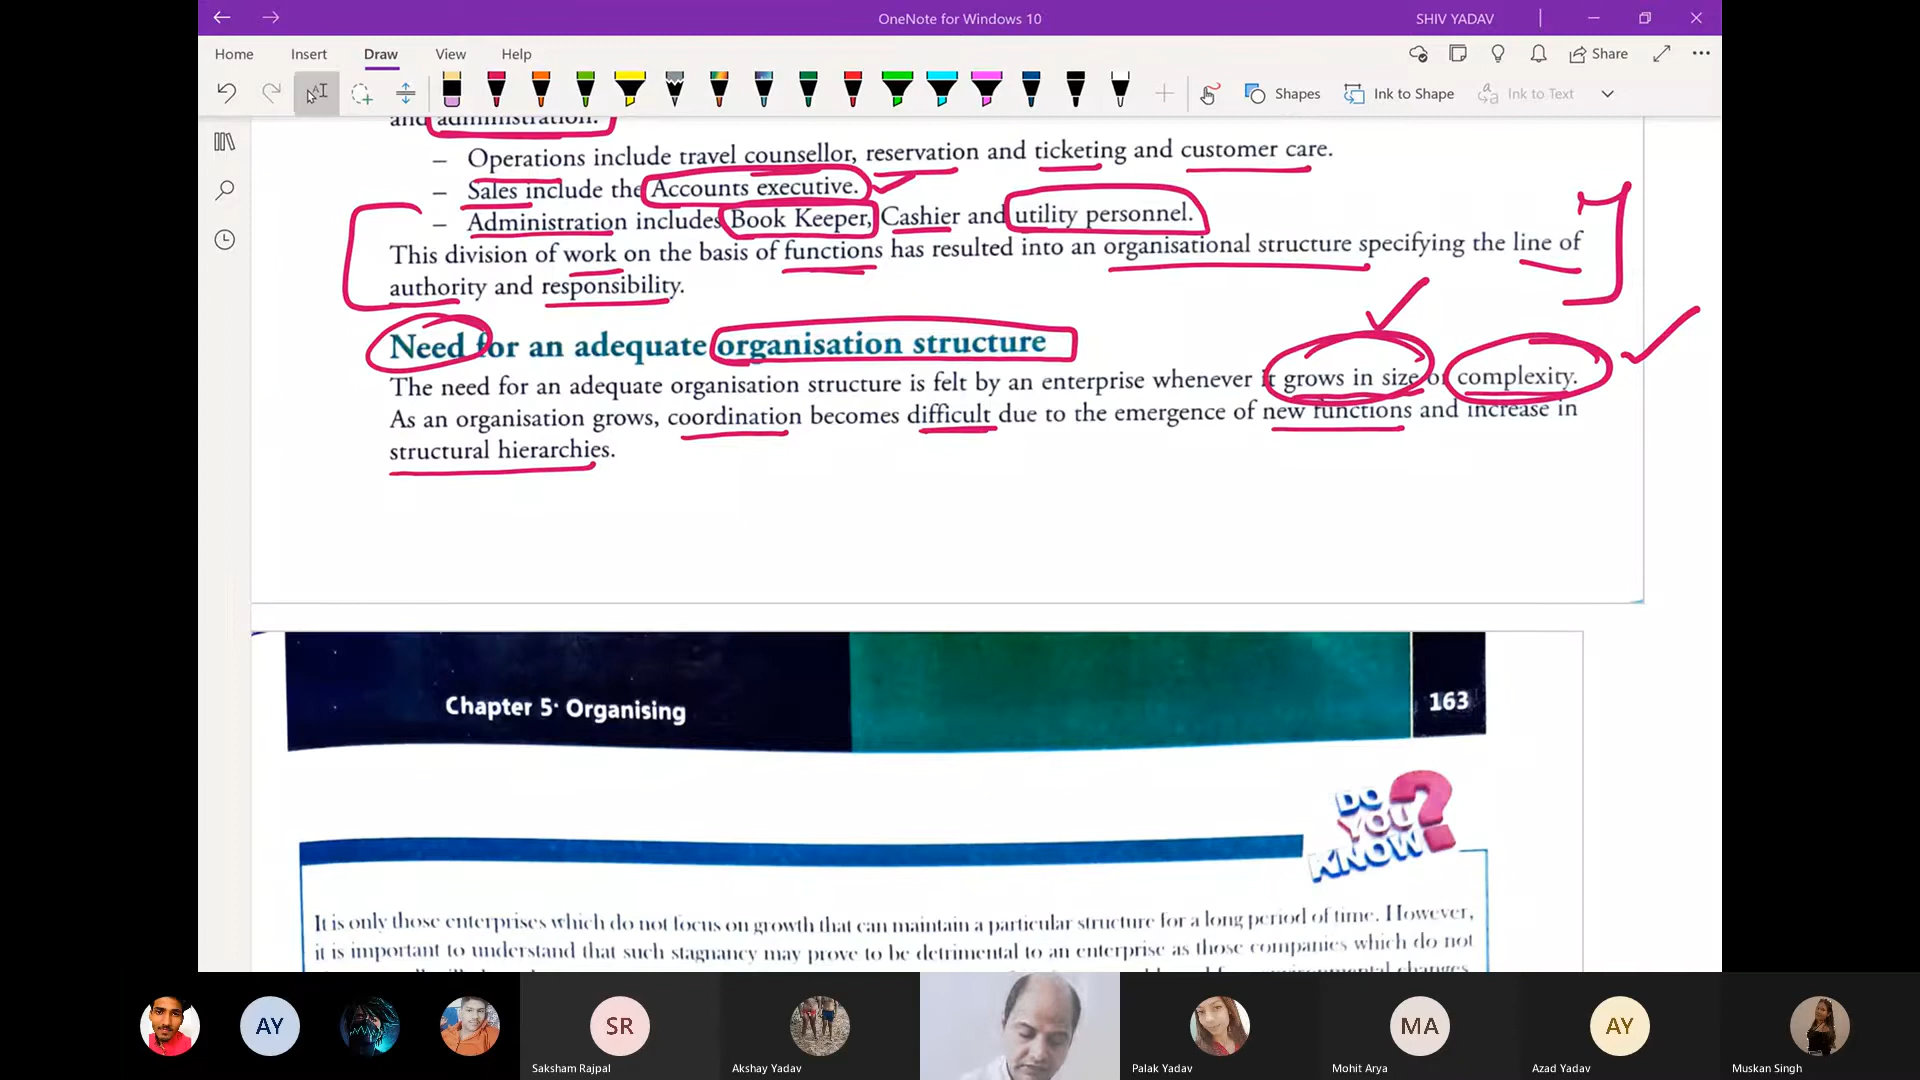 OneNote for Windows 10
SHIV YADAV
Home Insert Draw View Help
Share
Shapes Ink to Shape Ink to Text
and administration.
– Operations include travel counsellor, reservation and ticketing and customer care.
– Sales include the Accounts executive.
– Administration includes Book Keeper, Cashier and utility personnel.
This division of work on the basis of functions has resulted into an organisational structure specifying the line of
authority and responsibility.
Need for an adequate organisation structure
The need for an adequate organisation structure is felt by an enterprise whenever it grows in size or complexity.
As an organisation grows, coordination becomes difficult due to the emergence of new functions and increase in
structural hierarchies.
Chapter 5· Organising
163
DO
YOU
KNOW
?
It is only those enterprises which do not focus on growth that can maintain a particular structure for a long period of time. However,
it is important to understand that such stagnancy may prove to be detrimental to an enterprise as those companies which do not
environmental changes
AY
SR
MA
AY
Saksham Rajpal
Akshay Yadav
Palak Yadav
Mohit Arya
Azad Yadav
Muskan Singh